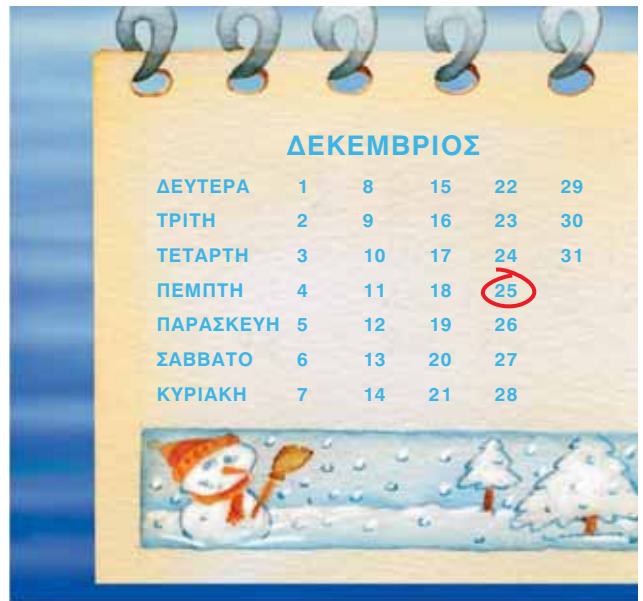 ΔΕΚΕΜΒΡΙΟΣ
ΔΕΥΤΕΡΑ 1 8 15 22 29
ΤΡΙΤΗ 2 9 16 23 30
ΤΕΤΑΡΤΗ 3 10 17 24 31
ΠΕΜΠΤΗ 4 11 18 25
ΠΑΡΑΣΚΕΥΗ 5 12 19 26
ΣΑΒΒΑΤΟ 6 13 20 27
ΚΥΡΙΑΚΗ 7 14 21 28